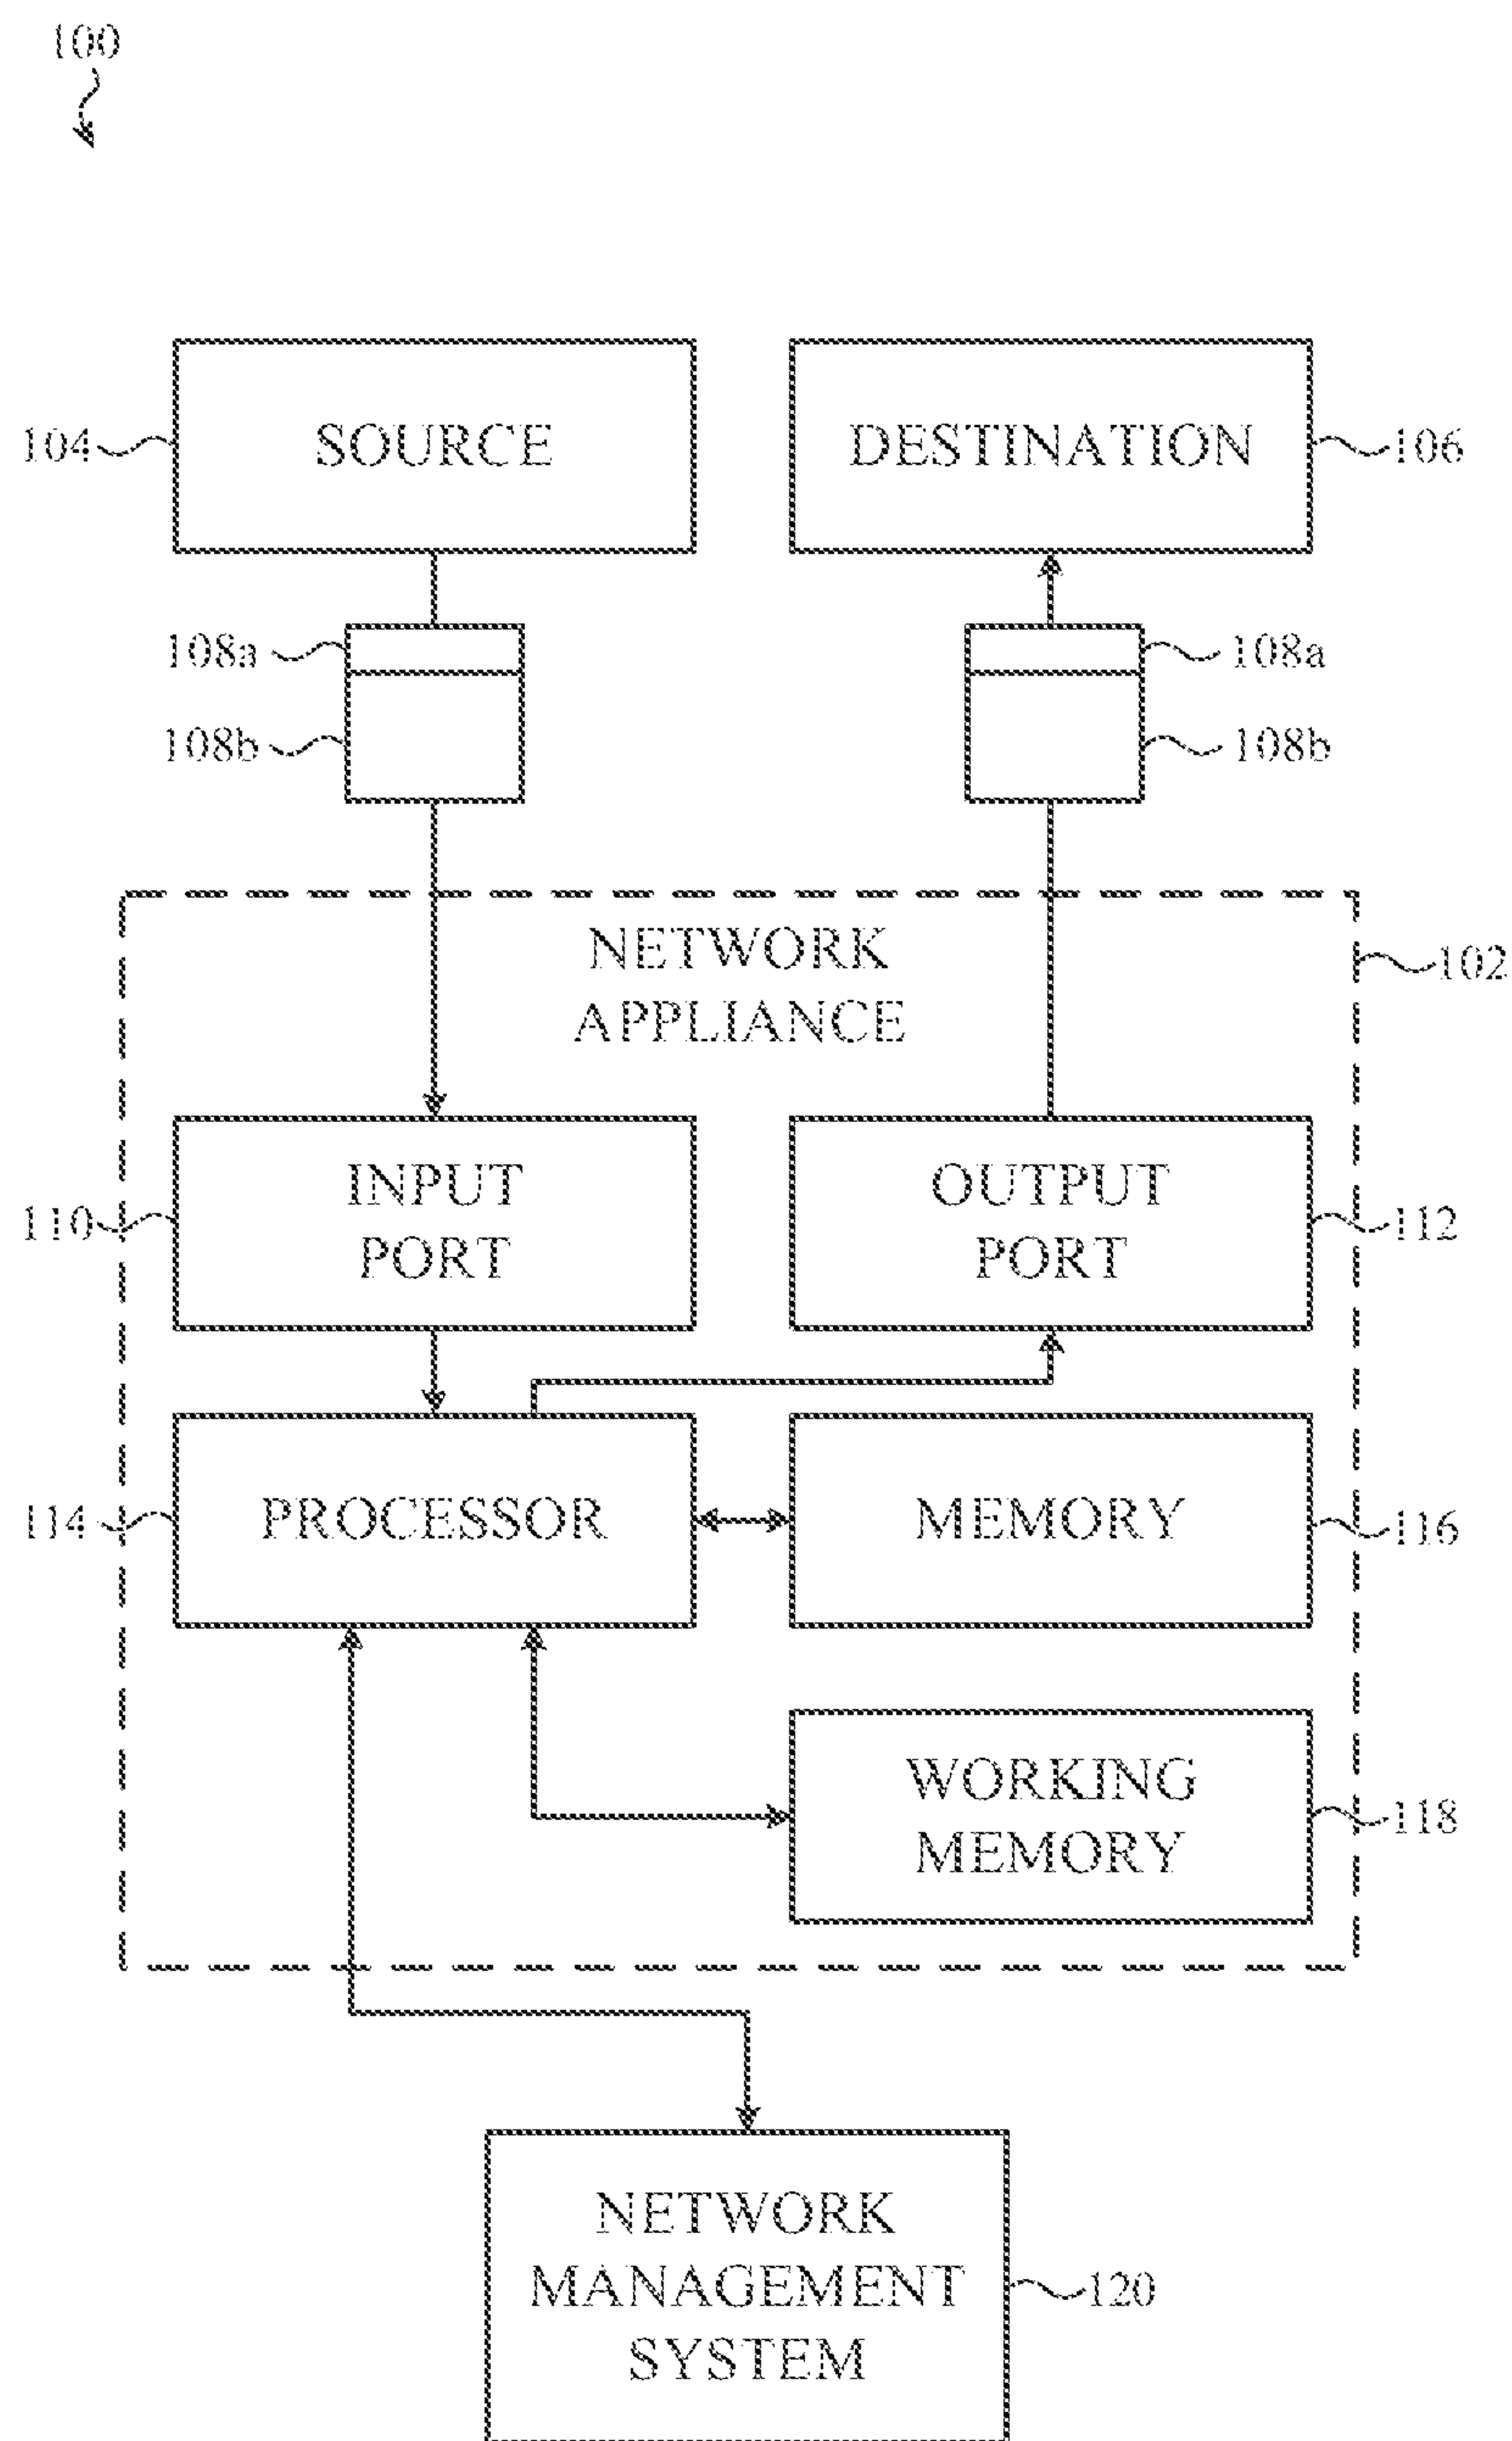 100
SOURCE
DESTINATION
104
106
108a
108a
108b
108b
NETWORK
APPLIANCE
102
INPUT
PORT
OUTPUT
PORT
110
112
PROCESSOR
MEMORY
114
116
WORKING
MEMORY
118
NETWORK
MANAGEMENT
SYSTEM
120